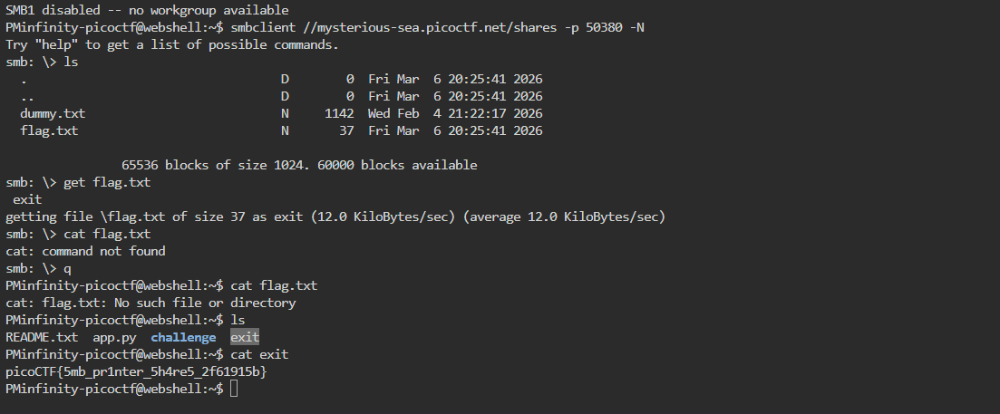 SMB1 disabled -- no workgroup available
PMinfinity-picoctf@webshell:~$ smbclient //mysterious-sea.picoctf.net/shares -p 50380 -N
Try "help" to get a list of possible commands.
smb: \> ls
  .                                   D        0  Fri Mar  6 20:25:41 2026
  ..                                  D        0  Fri Mar  6 20:25:41 2026
  dummy.txt                           N     1142  Wed Feb  4 21:22:17 2026
  flag.txt                            N       37  Fri Mar  6 20:25:41 2026
                65536 blocks of size 1024. 60000 blocks available
smb: \> get flag.txt
 exit
getting file \flag.txt of size 37 as exit (12.0 KiloBytes/sec) (average 12.0 KiloBytes/sec)
smb: \> cat flag.txt
cat: command not found
smb: \> q
PMinfinity-picoctf@webshell:~$ cat flag.txt
cat: flag.txt: No such file or directory
PMinfinity-picoctf@webshell:~$ ls
README.txt  app.py  challenge  exit
PMinfinity-picoctf@webshell:~$ cat exit
picoCTF{5mb_pr1nter_5h4re5_2f61915b}
PMinfinity-picoctf@webshell:~$